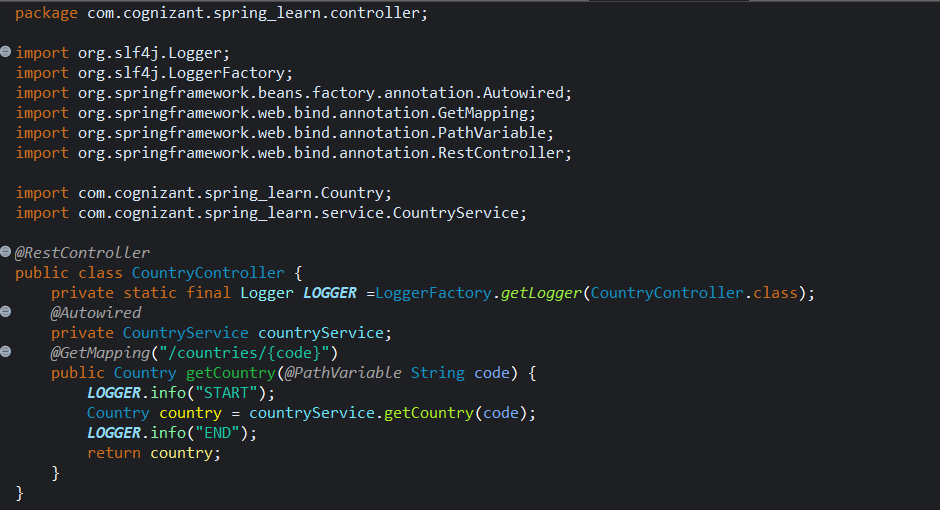 package com.cognizant.spring_learn.controller;
import org.slf4j.Logger;
import org.slf4j.LoggerFactory;
import org.springframework.beans.factory.annotation.Autowired;
import org.springframework.web.bind.annotation.GetMapping;
import org.springframework.web.bind.annotation.PathVariable;
import org.springframework.web.bind.annotation.RestController;
import com.cognizant.spring_learn.Country;
import com.cognizant.spring_learn.service.CountryService;
@RestController
public class CountryController {
    private static final Logger LOGGER =LoggerFactory.getLogger(CountryController.class);
    @Autowired
    private CountryService countryService;
    @GetMapping("/countries/{code}")
    public Country getCountry(@PathVariable String code) {
        LOGGER.info("START");
        Country country = countryService.getCountry(code);
        LOGGER.info("END");
        return country;
    }
}